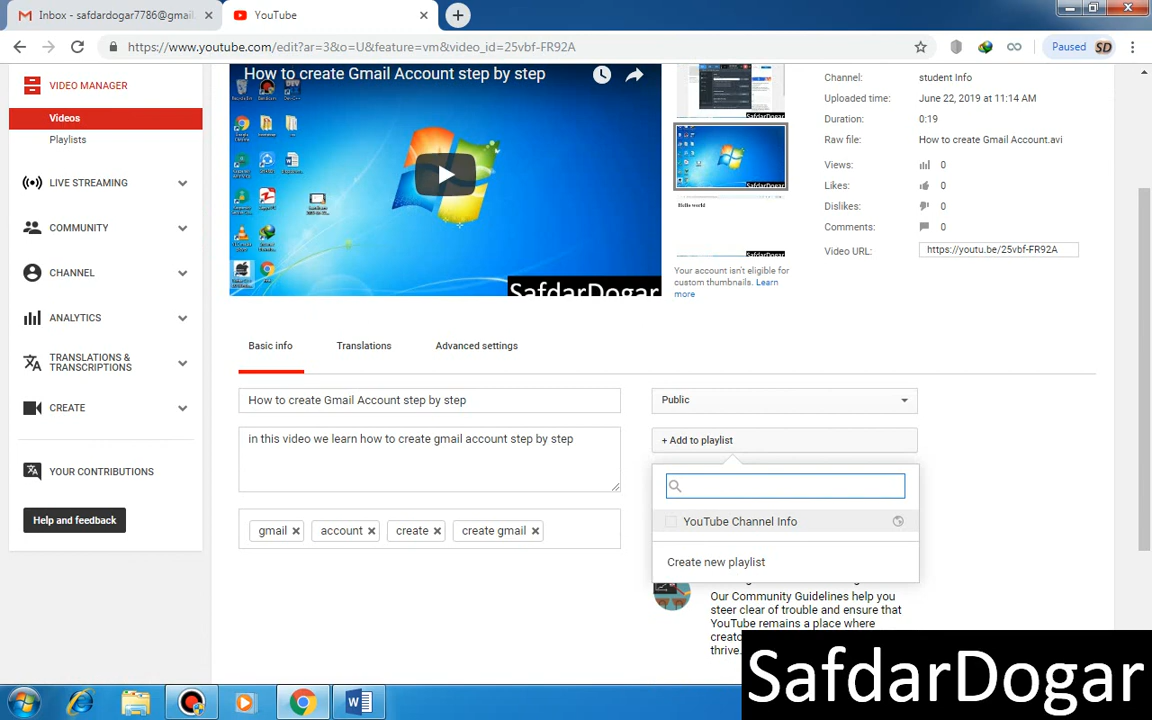 Inbox - safdardogar7786@gmail.
YouTube
https://www.youtube.com/edit?ar=3&o=U&feature=vm&video_id=25vbf-FR92A
Paused
SD
VIDEO MANAGER
Videos
Playlists
LIVE STREAMING
COMMUNITY
CHANNEL
ANALYTICS
TRANSLATIONS &
TRANSCRIPTIONS
CREATE
YOUR CONTRIBUTIONS
Help and feedback
How to create Gmail Account step by step
SafdarDogar
SafdarDogar
Hello world
Your account isn't eligible for
custom thumbnails. Learn
more
Channel: student Info
Uploaded time: June 22, 2019 at 11:14 AM
Duration: 0:19
Raw file: How to create Gmail Account.avi
Views: 0
Likes: 0
Dislikes: 0
Comments: 0
Video URL: https://youtu.be/25vbf-FR92A
Basic info
Translations
Advanced settings
How to create Gmail Account step by step
in this video we learn how to create gmail account step by step
gmail × account × create × create gmail ×
Public
+ Add to playlist
YouTube Channel Info
Create new playlist
Our Community Guidelines help you
steer clear of trouble and ensure that
YouTube remains a place where
thrive.
SafdarDogar